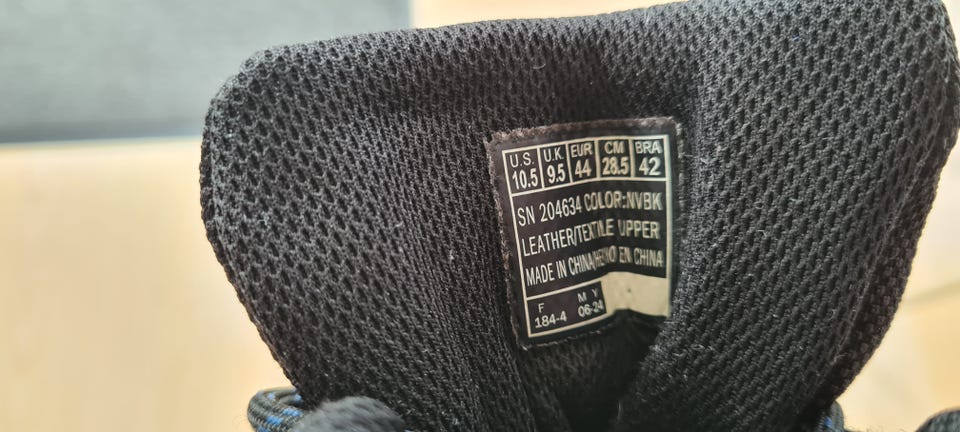 U.S. U.K. EUR CM BRA
10.5 9.5 44 28.5 42
SN 204634 COLOR:NVBK
LEATHER/TEXTILE UPPER
MADE IN CHINA/HECHO EN CHINA
F M Y
184-4 06-24